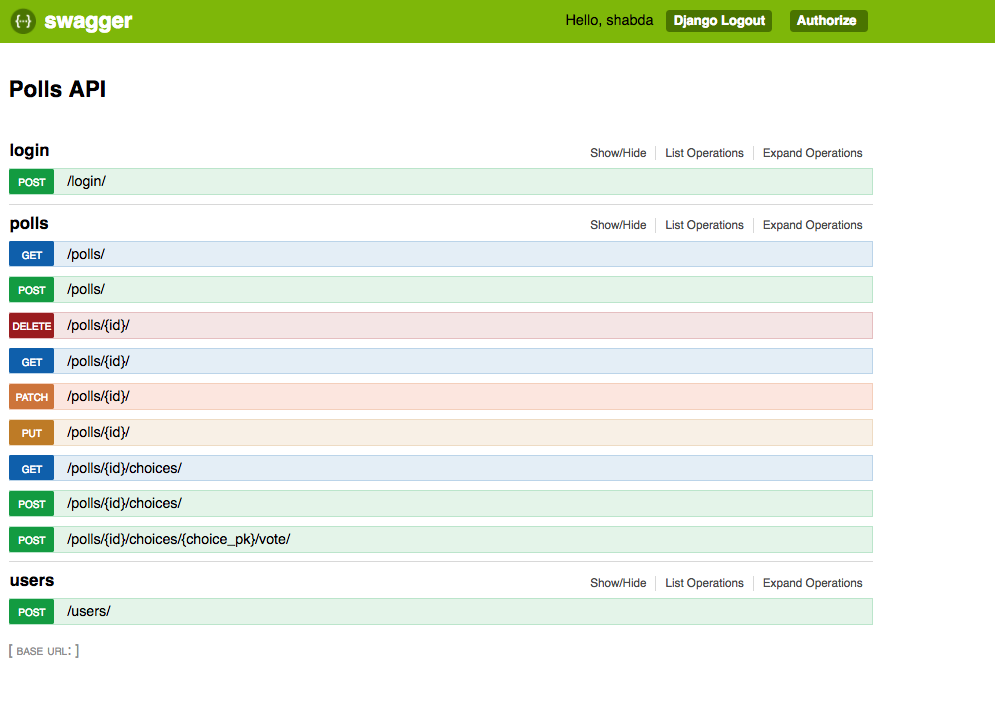 {···} swagger Hello, shabda Django Logout Authorize
Polls API
login Show/Hide List Operations Expand Operations
POST /login/
polls Show/Hide List Operations Expand Operations
GET /polls/
POST /polls/
DELETE /polls/{id}/
GET /polls/{id}/
PATCH /polls/{id}/
PUT /polls/{id}/
GET /polls/{id}/choices/
POST /polls/{id}/choices/
POST /polls/{id}/choices/{choice_pk}/vote/
users Show/Hide List Operations Expand Operations
POST /users/
[ BASE URL: ]